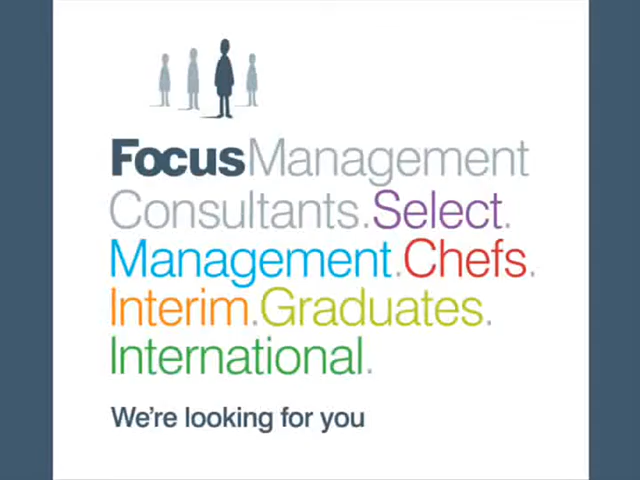 FocusManagement
Consultants.Select.
Management.Chefs.
Interim.Graduates.
International.
We're looking for you